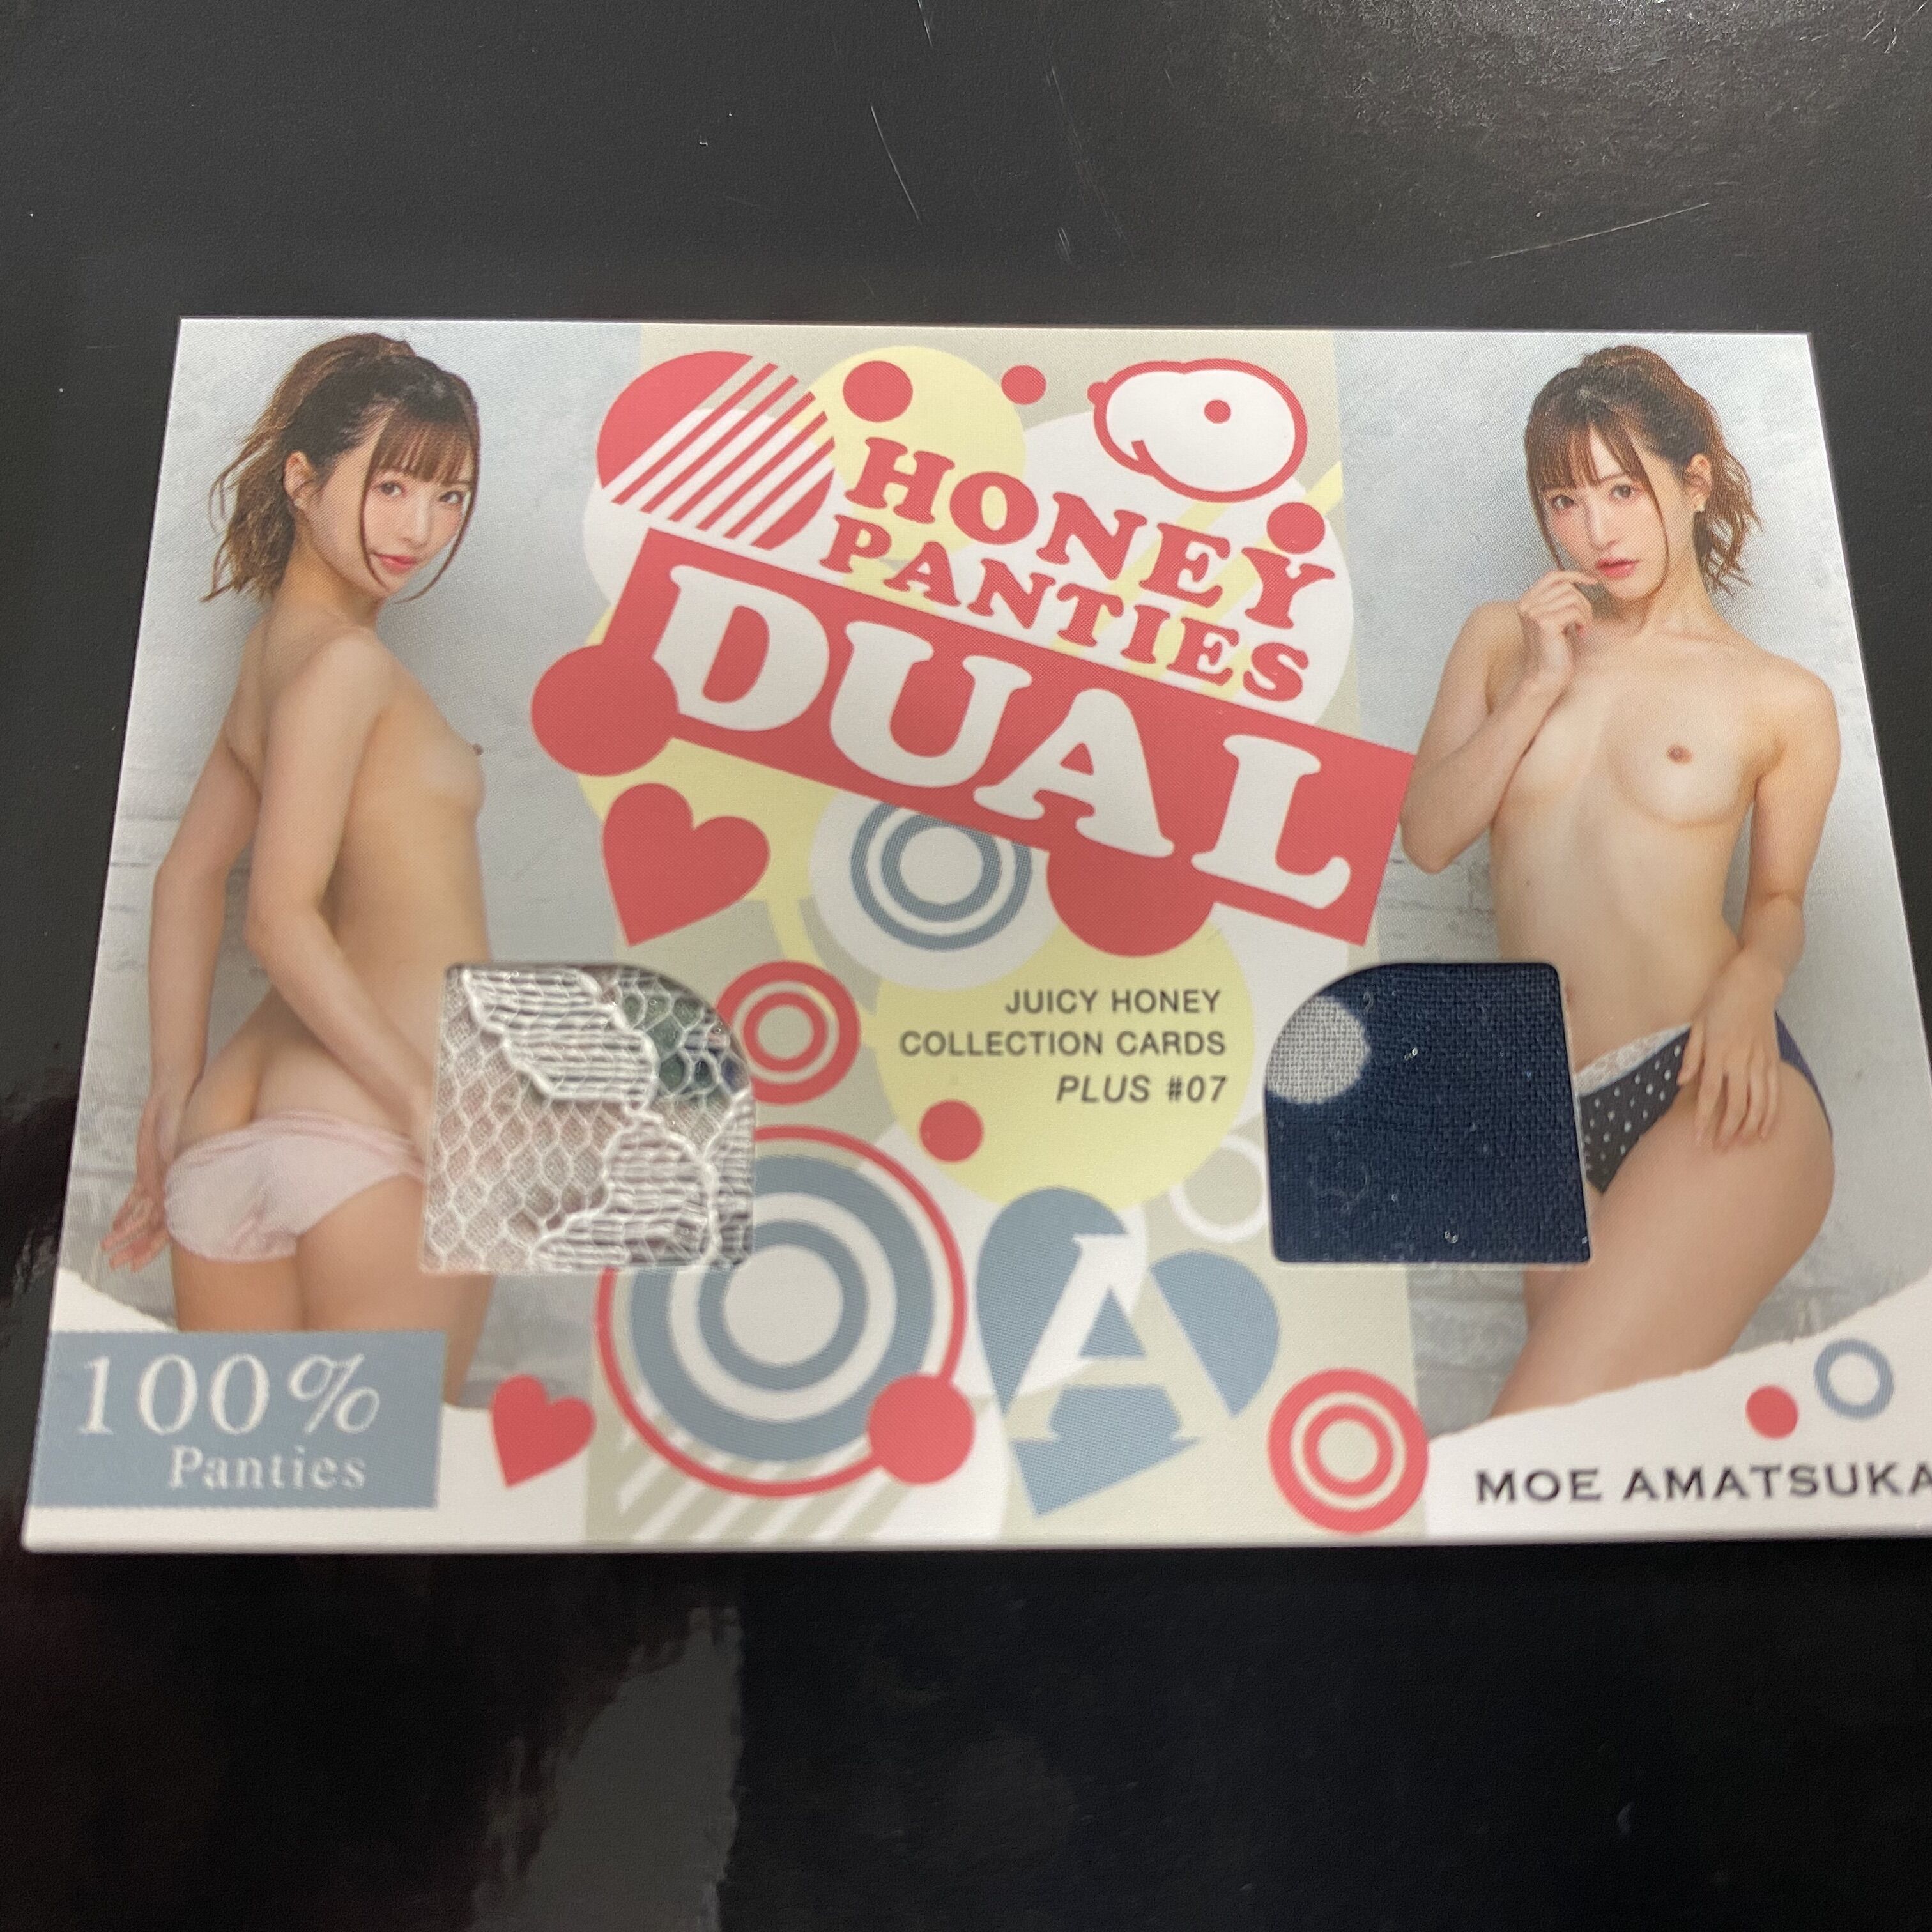 HONEY
PANTIES
DUAL
JUICY HONEY
COLLECTION CARDS
PLUS #07
A
100%
Panties
MOE AMATSUKA